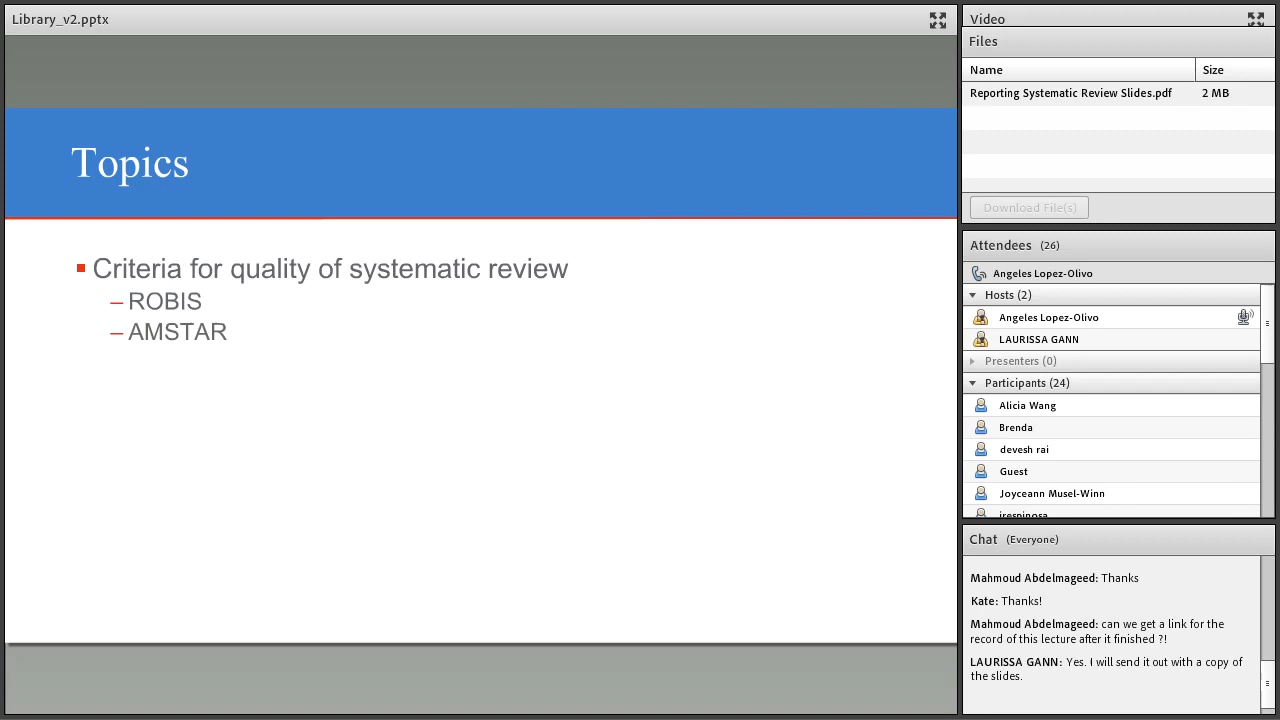 Library_v2.pptx
Topics
Criteria for quality of systematic review
– ROBIS
– AMSTAR
Video
Files
Name Size
Reporting Systematic Review Slides.pdf 2 MB
Download File(s)
Attendees (26)
Angeles Lopez-Olivo
Hosts (2)
Angeles Lopez-Olivo
LAURISSA GANN
Presenters (0)
Participants (24)
Alicia Wang
Brenda
devesh rai
Guest
Joyceann Musel-Winn
Chat (Everyone)
Mahmoud Abdelmageed: Thanks
Kate: Thanks!
Mahmoud Abdelmageed: can we get a link for the
record of this lecture after it finished ?!
LAURISSA GANN: Yes. I will send it out with a copy of
the slides.